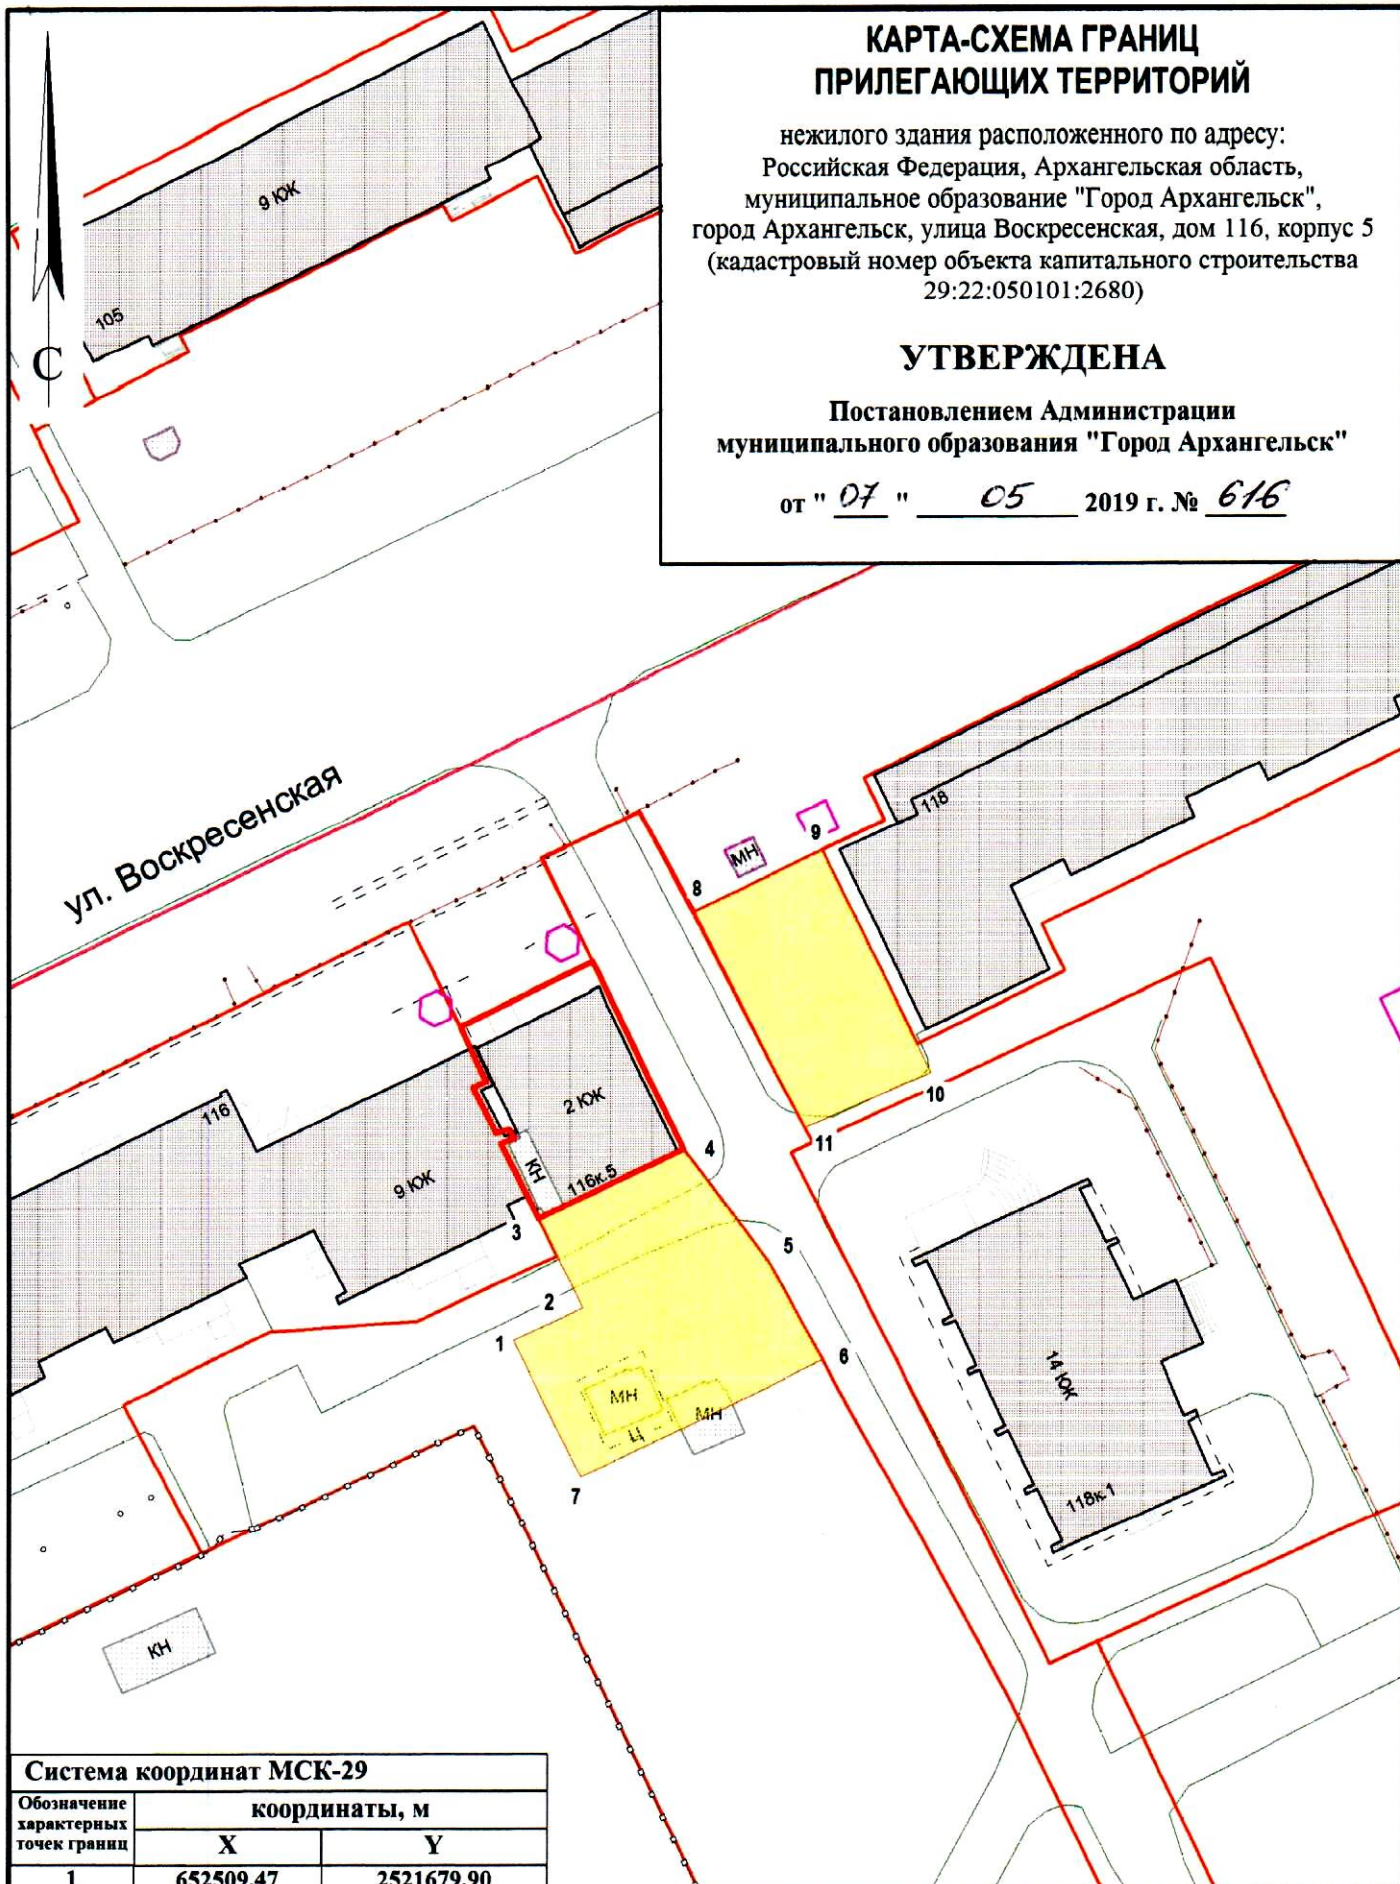 КАРТА-СХЕМА ГРАНИЦ
ПРИЛЕГАЮЩИХ ТЕРРИТОРИЙ
нежилого здания расположенного по адресу:
Российская Федерация, Архангельская область,
муниципальное образование "Город Архангельск",
город Архангельск, улица Воскресенская, дом 116, корпус 5
(кадастровый номер объекта капитального строительства
29:22:050101:2680)
УТВЕРЖДЕНА
Постановлением Администрации
муниципального образования "Город Архангельск"
от " 07 " 05 2019 г. № 616
С
9 КЖ
105
ул. Воскресенская
118
9
МН
8
2 КЖ
116
10
11
4
9 КЖ
КН
116к.5
3
5
2
1
6
14 КЖ
МН
МН
Ц
7
118к.1
КН
Система координат МСК-29
Обозначение
характерных
точек границ
координаты, м
X Y
1 652509.47 2521679.90